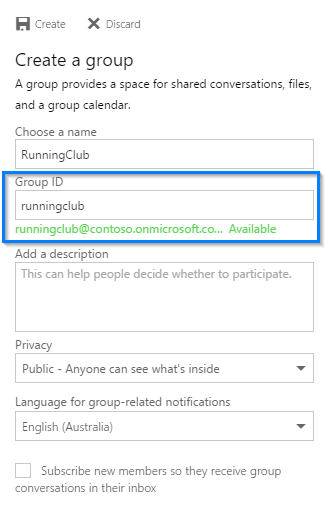 Create Discard
Create a group
A group provides a space for shared conversations, files,
and a group calendar.
Choose a name
RunningClub
Group ID
runningclub
runningclub@contoso.onmicrosoft.co... Available
Add a description
This can help people decide whether to participate.
Privacy
Public - Anyone can see what's inside
Language for group-related notifications
English (Australia)
Subscribe new members so they receive group
conversations in their inbox